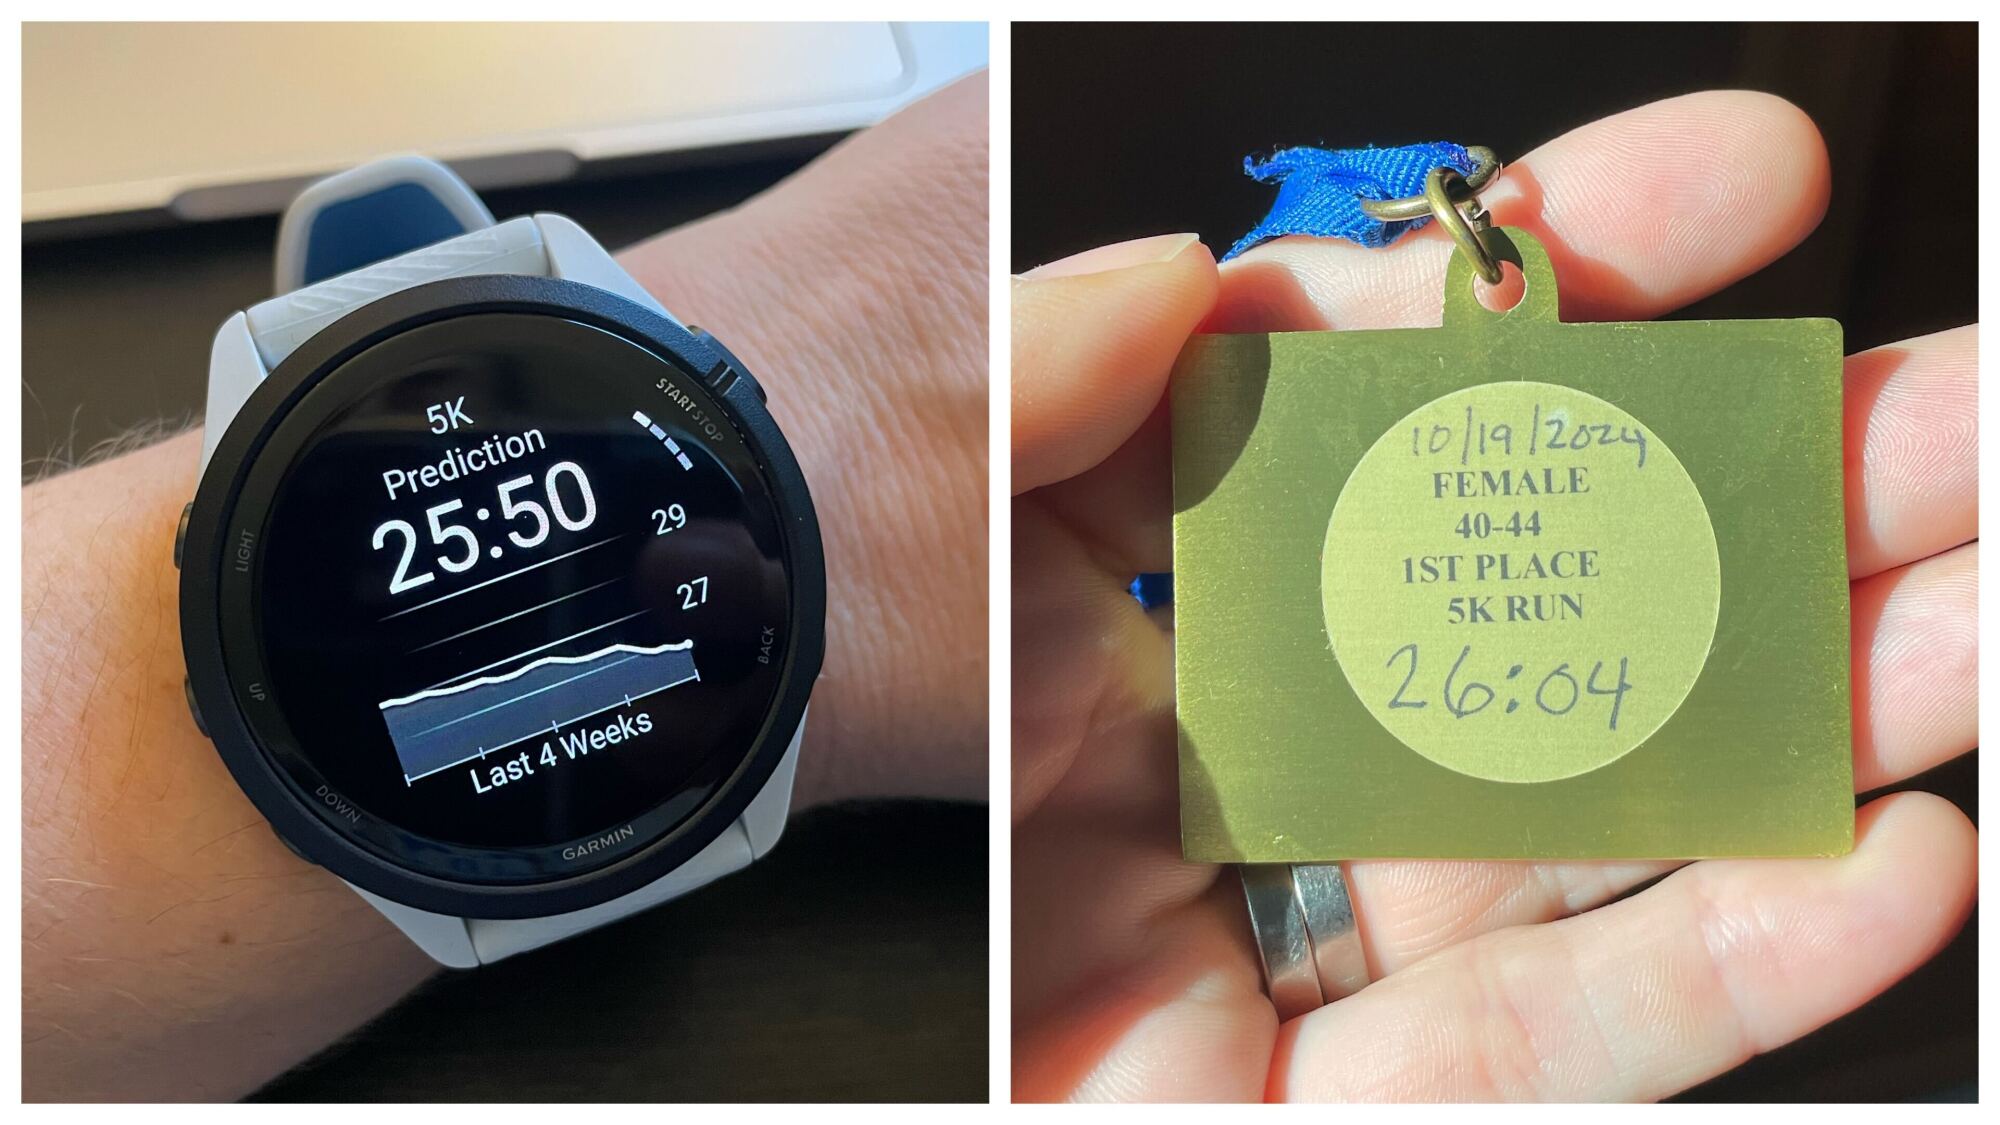 5K
Prediction
25:50
29
27
Last 4 Weeks
START STOP
LIGHT
UP
DOWN
BACK
GARMIN
10/19/2024
FEMALE
40-44
1ST PLACE
5K RUN
26:04